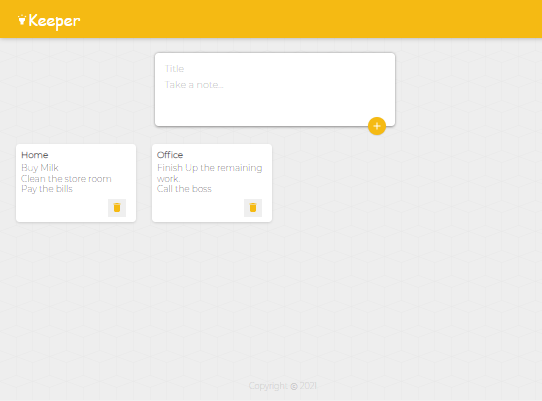 Keeper
Title
Take a note...
Home
Buy Milk
Clean the store room
Pay the bills
Office
Finish Up the remaining
work.
Call the boss
Copyright © 2021